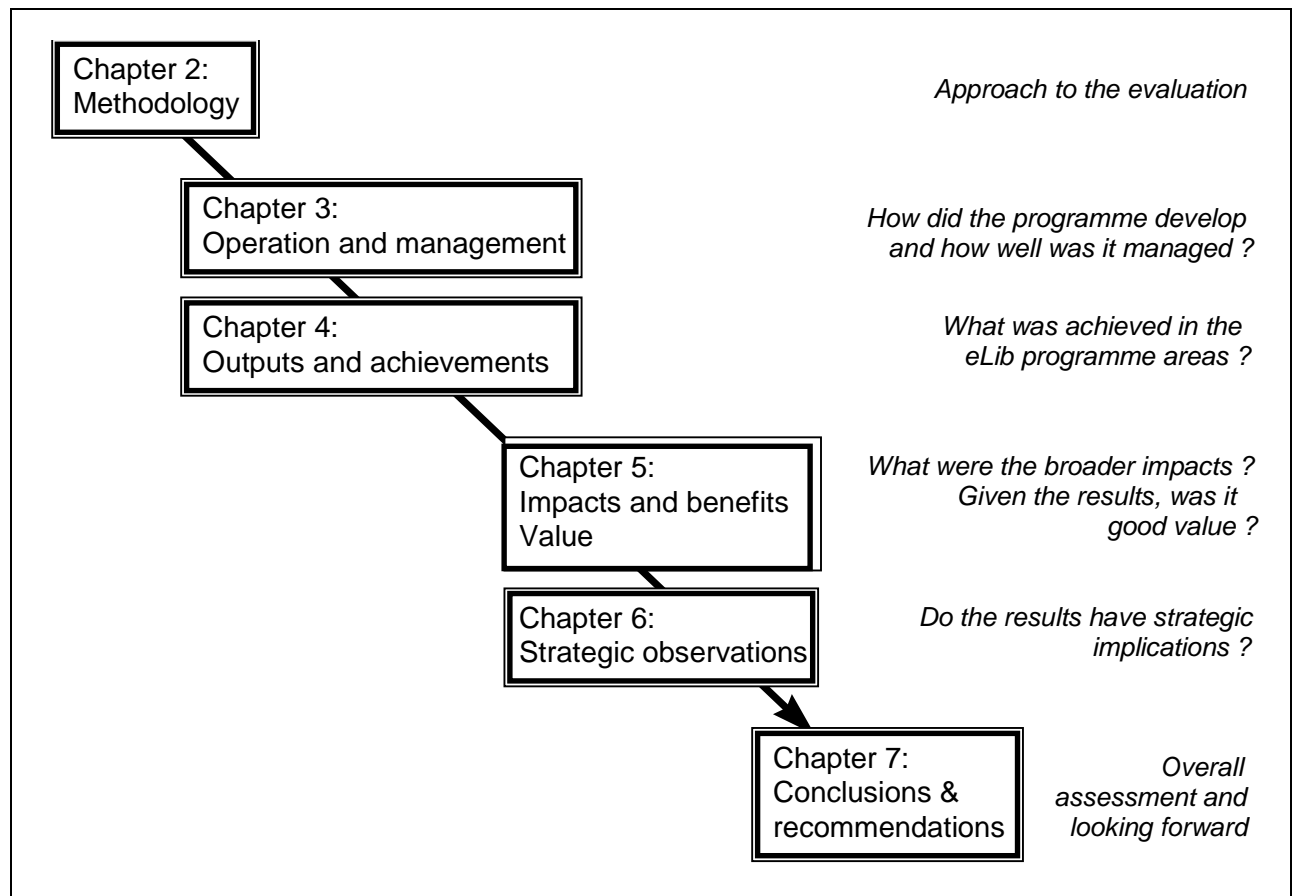 Chapter 2:
Methodology
Approach to the evaluation
Chapter 3:
Operation and management
How did the programme develop
and how well was it managed ?
Chapter 4:
Outputs and achievements
What was achieved in the
eLib programme areas ?
Chapter 5:
Impacts and benefits
Value
What were the broader impacts ?
Given the results, was it
good value ?
Chapter 6:
Strategic observations
Do the results have strategic
implications ?
Chapter 7:
Conclusions &
recommendations
Overall
assessment and
looking forward